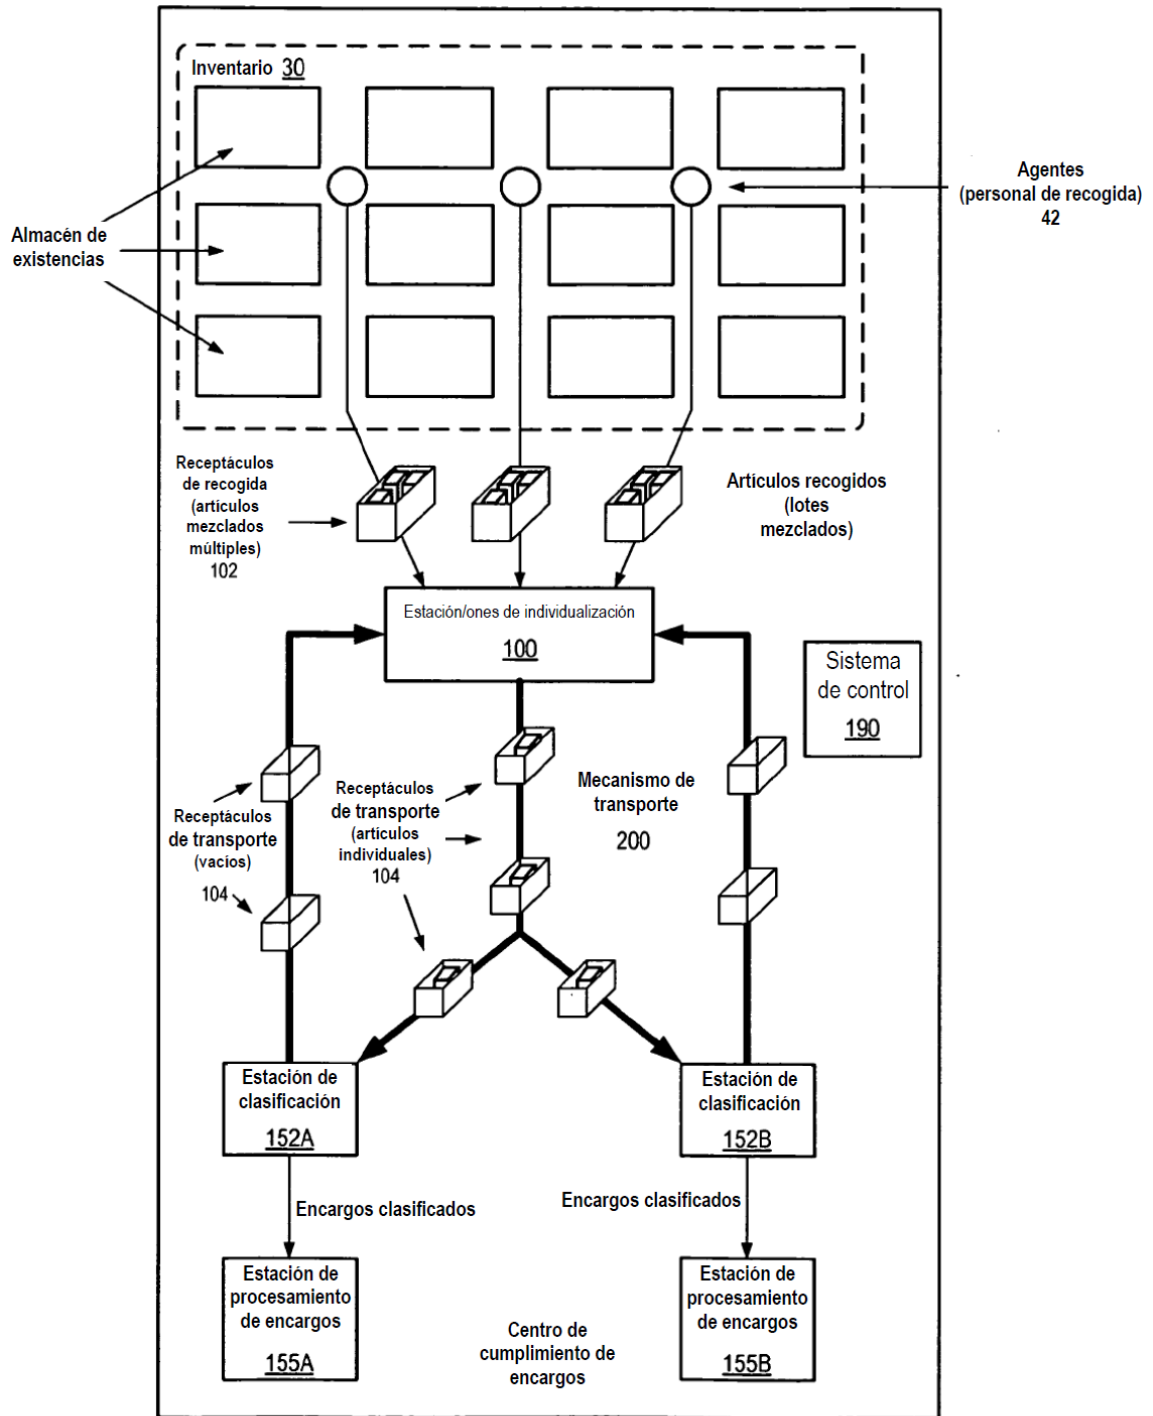 Inventario 30
Agentes
(personal de recogida)
42
Almacén de
existencias
Receptáculos
de recogida
(artículos
mezclados
múltiples)
102
Artículos recogidos
(lotes
mezclados)
Estación/ones de individualización
100
Sistema
de control
190
Receptáculos
de transporte
(vacíos)
104
Receptáculos
de transporte
(artículos
individuales)
104
Mecanismo de
transporte
200
Estación de
clasificación
152A
Estación de
clasificación
152B
Encargos clasificados
Encargos clasificados
Estación de
procesamiento
de encargos
155A
Centro de
cumplimiento de
encargos
Estación de
procesamiento
de encargos
155B